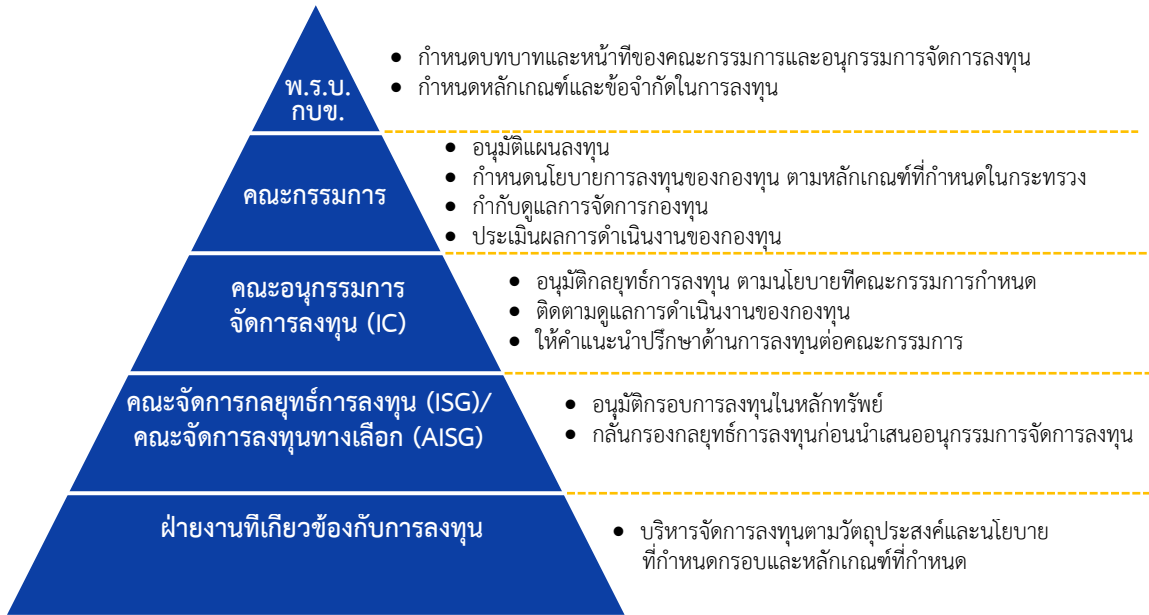 พ.ร.บ.
กบข.
• กำหนดบทบาทและหน้าที่ของคณะกรรมการและอนุกรรมการจัดการลงทุน
• กำหนดหลักเกณฑ์และข้อจำกัดในการลงทุน
คณะกรรมการ
• อนุมัติแผนลงทุน
• กำหนดนโยบายการลงทุนของกองทุน ตามหลักเกณฑ์ที่กำหนดในกระทรวง
• กำกับดูแลการจัดการกองทุน
• ประเมินผลการดำเนินงานของกองทุน
คณะอนุกรรมการ
จัดการลงทุน (IC)
• อนุมัติกลยุทธ์การลงทุน ตามนโยบายทีคณะกรรมการกำหนด
• ติดตามดูแลการดำเนินงานของกองทุน
• ให้คำแนะนำปรึกษาด้านการลงทุนต่อคณะกรรมการ
คณะจัดการกลยุทธ์การลงทุน (ISG)/
คณะจัดการลงทุนทางเลือก (AISG)
• อนุมัติกรอบการลงทุนในหลักทรัพย์
• กลั่นกรองกลยุทธ์การลงทุนก่อนนำเสนออนุกรรมการจัดการลงทุน
ฝ่ายงานทีเกียวข้องกับการลงทุน
• บริหารจัดการลงทุนตามวัตถุประสงค์และนโยบาย
ที่กำหนดกรอบและหลักเกณฑ์ที่กำหนด